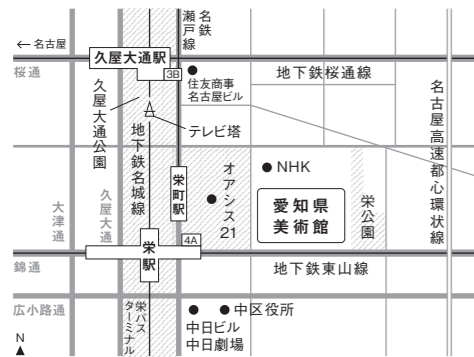 名鉄
瀬戸線
← 名古屋
久屋大通駅
3B
桜通
住友商事
名古屋ビル
地下鉄桜通線
久屋大通公園
テレビ塔
地下鉄名城線
名古屋高速都心環状線
栄町駅
オアシス21
NHK
愛知県
美術館
栄公園
大津通
久屋大通
4A
栄駅
錦通
地下鉄東山線
広小路通
栄バス
ターミナル
中区役所
中日ビル
中日劇場
N